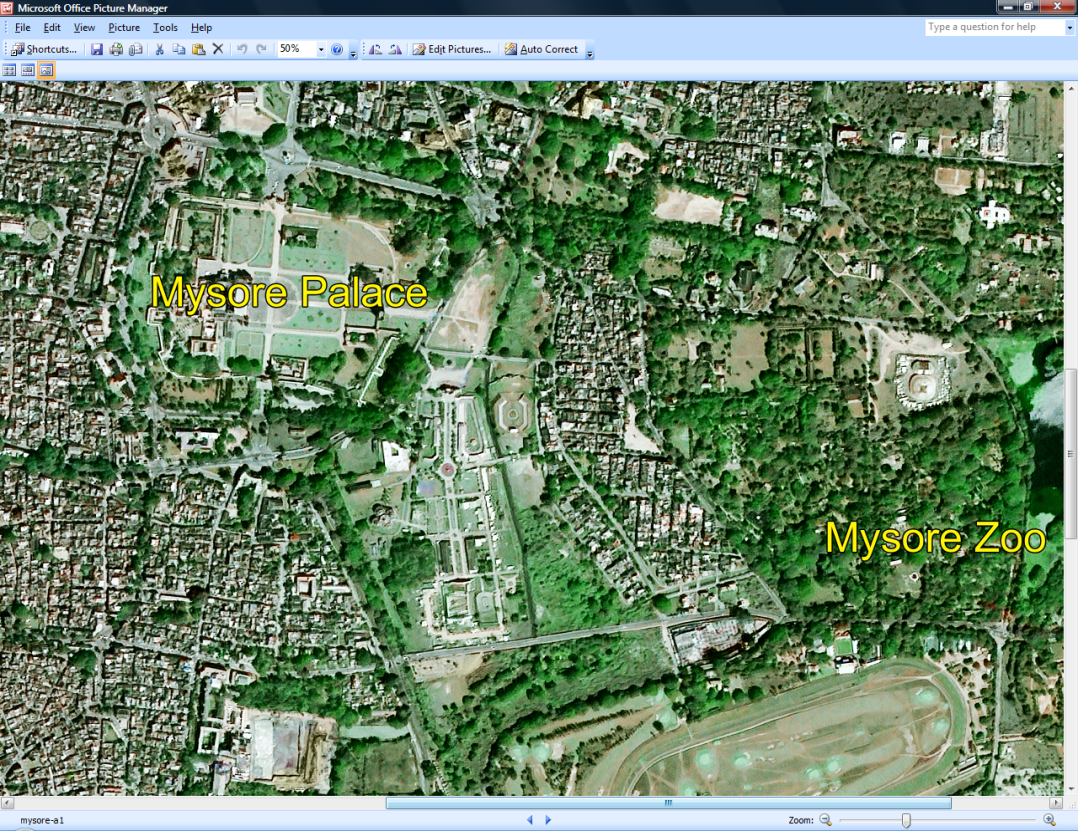 Microsoft Office Picture Manager
File Edit View Picture Tools Help
Type a question for help
Shortcuts... 50% Edit Pictures... Auto Correct
Mysore Palace
Mysore Zoo
mysore-a1
Zoom: